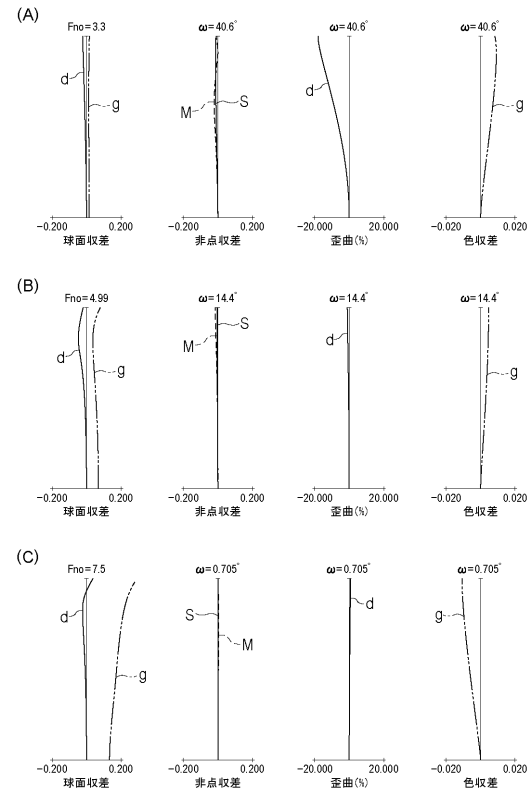 (A)
Fno=3.3 ω=40.6° ω=40.6° ω=40.6°
d g M S d g
-0.200 0.200 -0.200 0.200 -20.000 20.000 -0.020 0.020
球面収差 非点収差 歪曲(%) 色収差
(B)
Fno=4.99 ω=14.4° ω=14.4° ω=14.4°
d g M S d g
-0.200 0.200 -0.200 0.200 -20.000 20.000 -0.020 0.020
球面収差 非点収差 歪曲(%) 色収差
(C)
Fno=7.5 ω=0.705° ω=0.705° ω=0.705°
d g S M d g
-0.200 0.200 -0.200 0.200 -20.000 20.000 -0.020 0.020
球面収差 非点収差 歪曲(%) 色収差